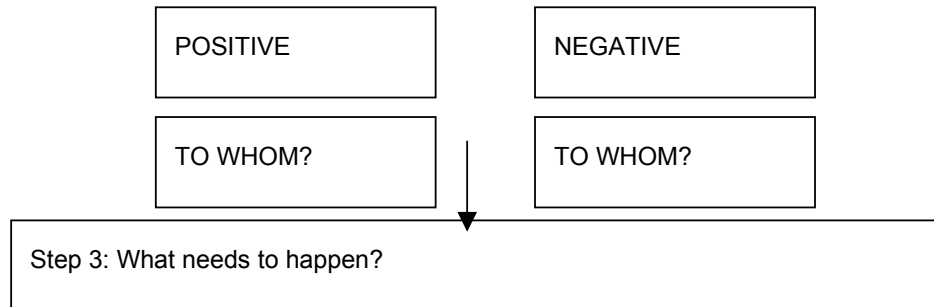 POSITIVE
NEGATIVE
TO WHOM?
TO WHOM?
Step 3: What needs to happen?